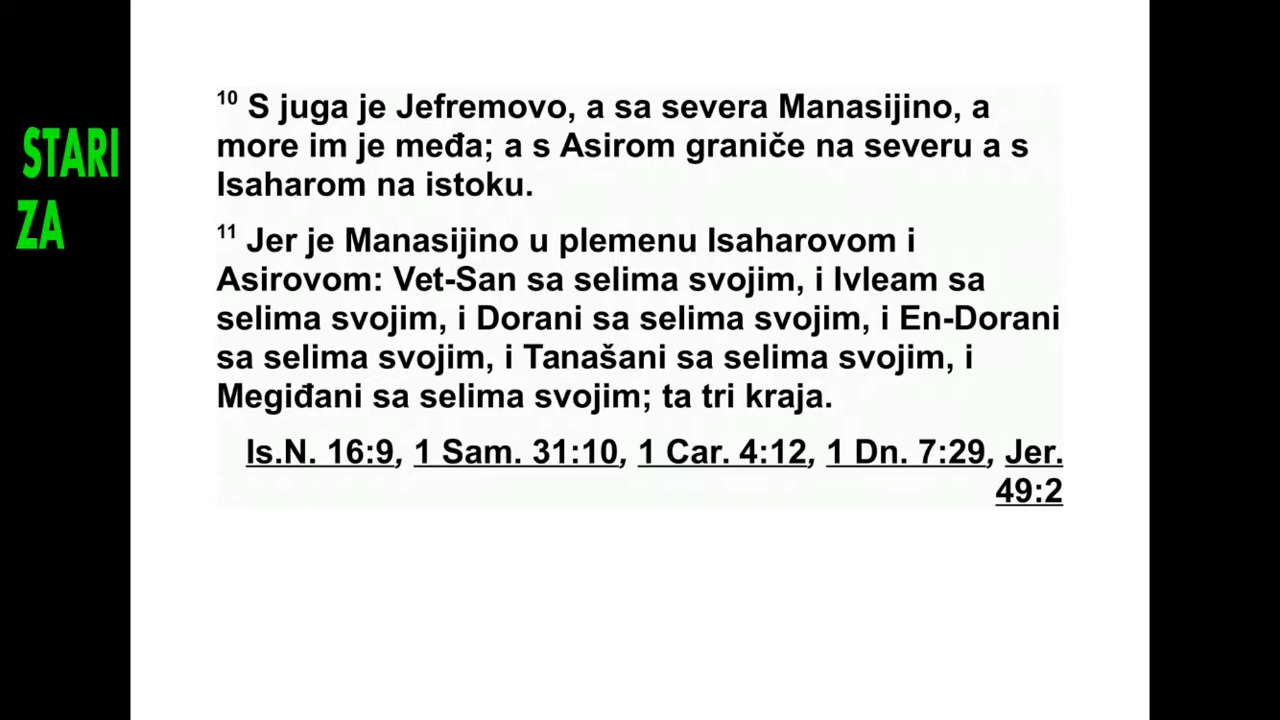 STARI
ZA
10 S juga je Jefremovo, a sa severa Manasijino, a
more im je međa; a s Asirom graniče na severu a s
Isaharom na istoku.
11 Jer je Manasijino u plemenu Isaharovom i
Asirovom: Vet-San sa selima svojim, i Ivleam sa
selima svojim, i Dorani sa selima svojim, i En-Dorani
sa selima svojim, i Tanašani sa selima svojim, i
Megiđani sa selima svojim; ta tri kraja.
Is.N. 16:9, 1 Sam. 31:10, 1 Car. 4:12, 1 Dn. 7:29, Jer.
49:2